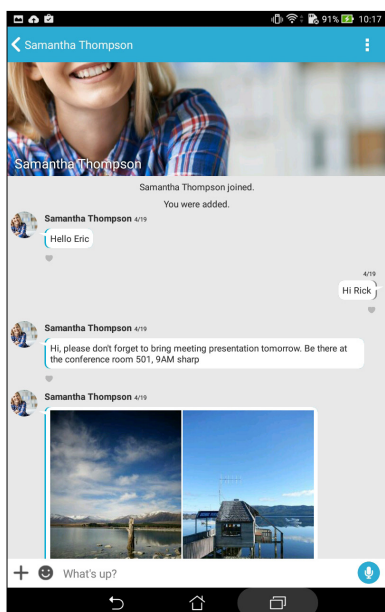 91% 10:17
Samantha Thompson
Samantha Thompson
Samantha Thompson joined.
You were added.
Samantha Thompson 4/19
Hello Eric
4/19
Hi Rick
Samantha Thompson 4/19
Hi, please don't forget to bring meeting presentation tomorrow. Be there at
the conference room 501, 9AM sharp
Samantha Thompson 4/19
What's up?